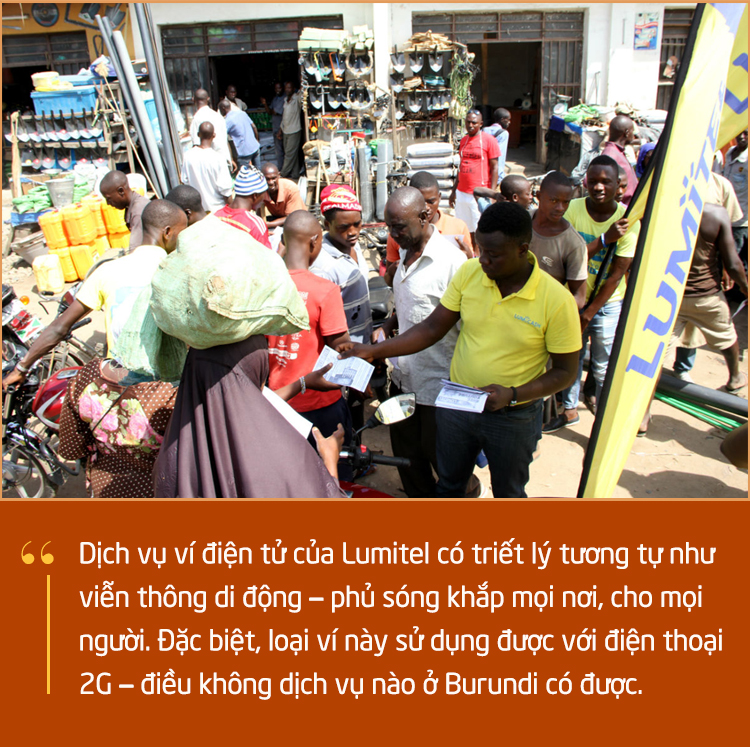 LUMITEL
Dịch vụ ví điện tử của Lumitel có triết lý tương tự như
viễn thông di động – phủ sóng khắp mọi nơi, cho mọi
người. Đặc biệt, loại ví này sử dụng được với điện thoại
2G – điều không dịch vụ nào ở Burundi có được.